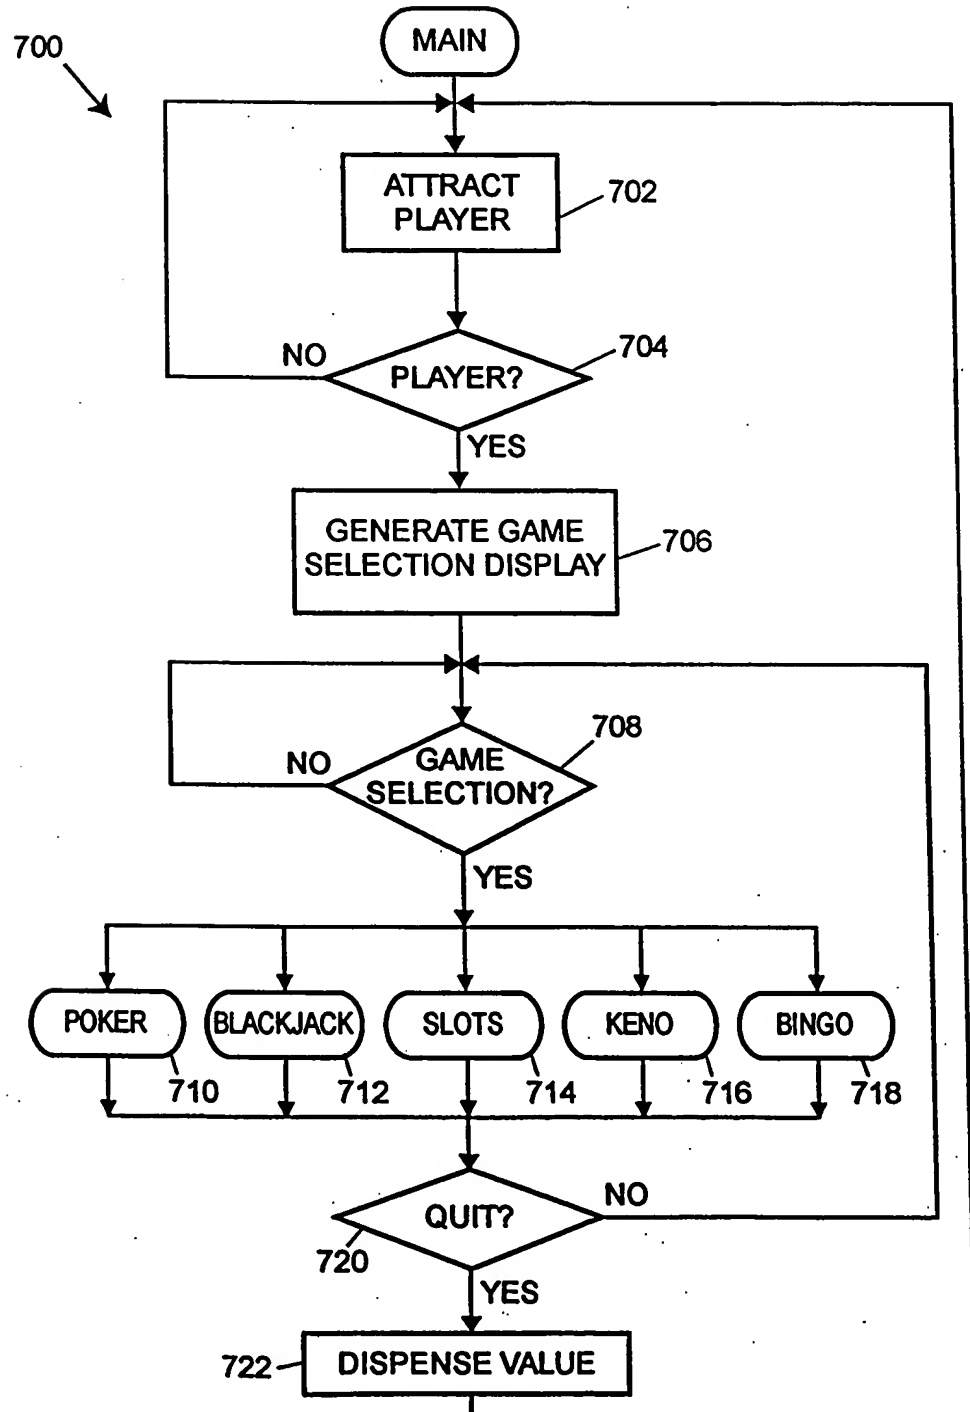 MAIN
700
ATTRACT
PLAYER
702
704
NO
PLAYER?
YES
GENERATE GAME
SELECTION DISPLAY
706
708
NO
GAME
SELECTION?
YES
POKER
BLACKJACK
SLOTS
KENO
BINGO
710
712
714
716
718
NO
QUIT?
720
YES
722
DISPENSE VALUE